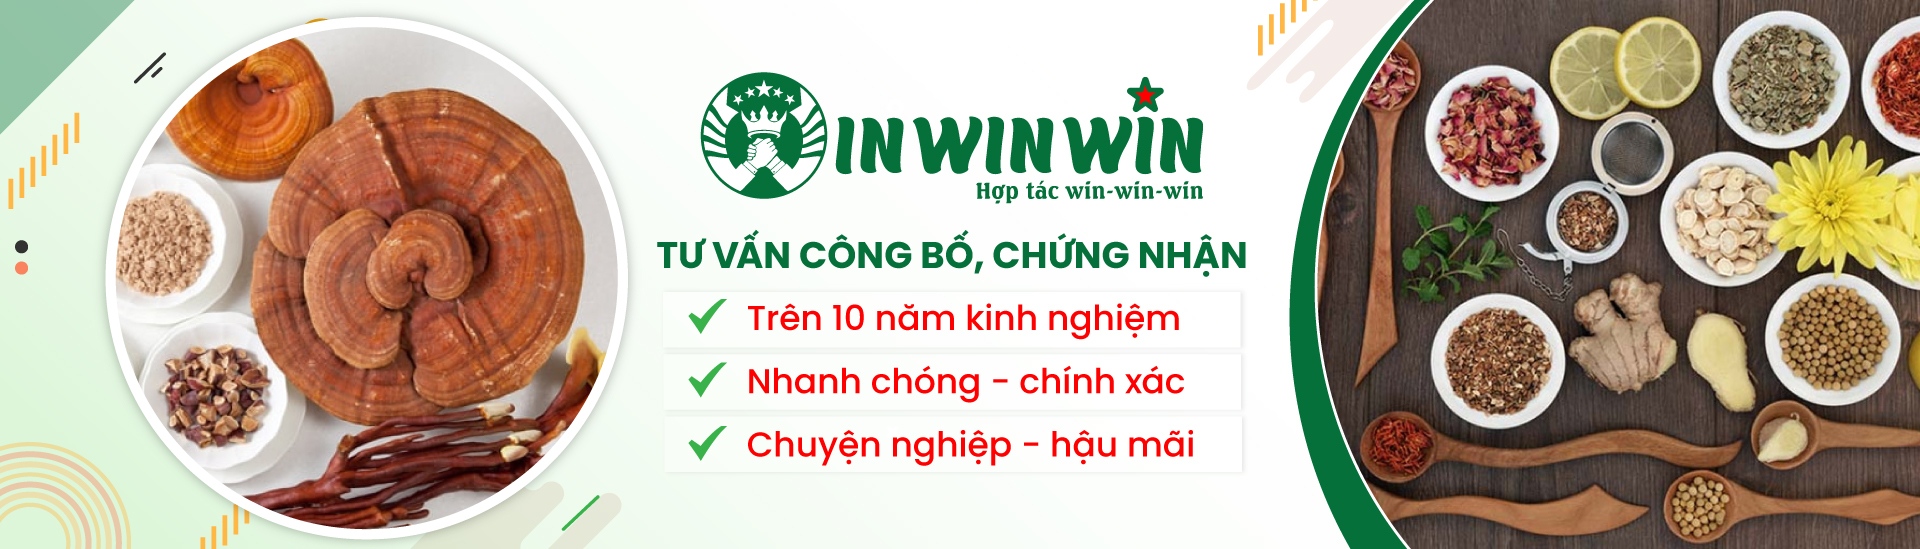 INWINWIN
Hợp tác win-win-win
TƯ VẤN CÔNG BỐ, CHỨNG NHẬN
Trên 10 năm kinh nghiệm
Nhanh chóng - chính xác
Chuyện nghiệp - hậu mãi